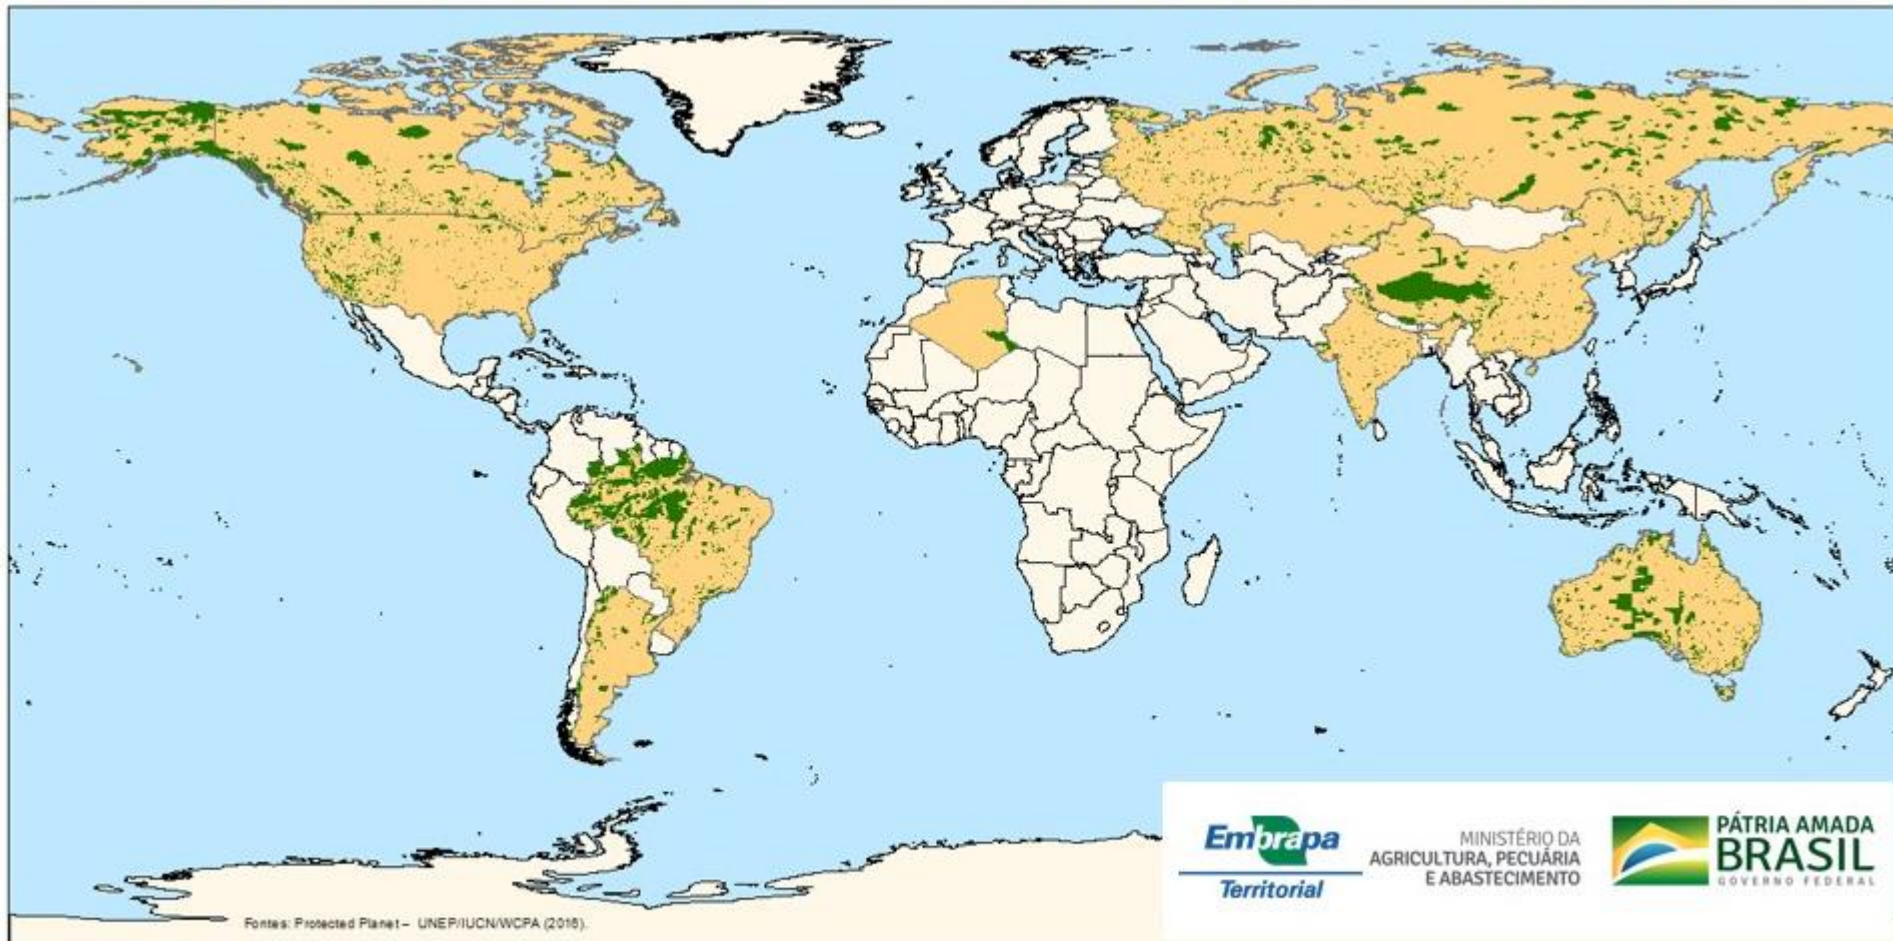 Fontes: Protected Planet – UNEP/IUCN/WCPA (2016).
Embrapa
Territorial
MINISTÉRIO DA
AGRICULTURA, PECUÁRIA
E ABASTECIMENTO
PÁTRIA AMADA
BRASIL
GOVERNO FEDERAL